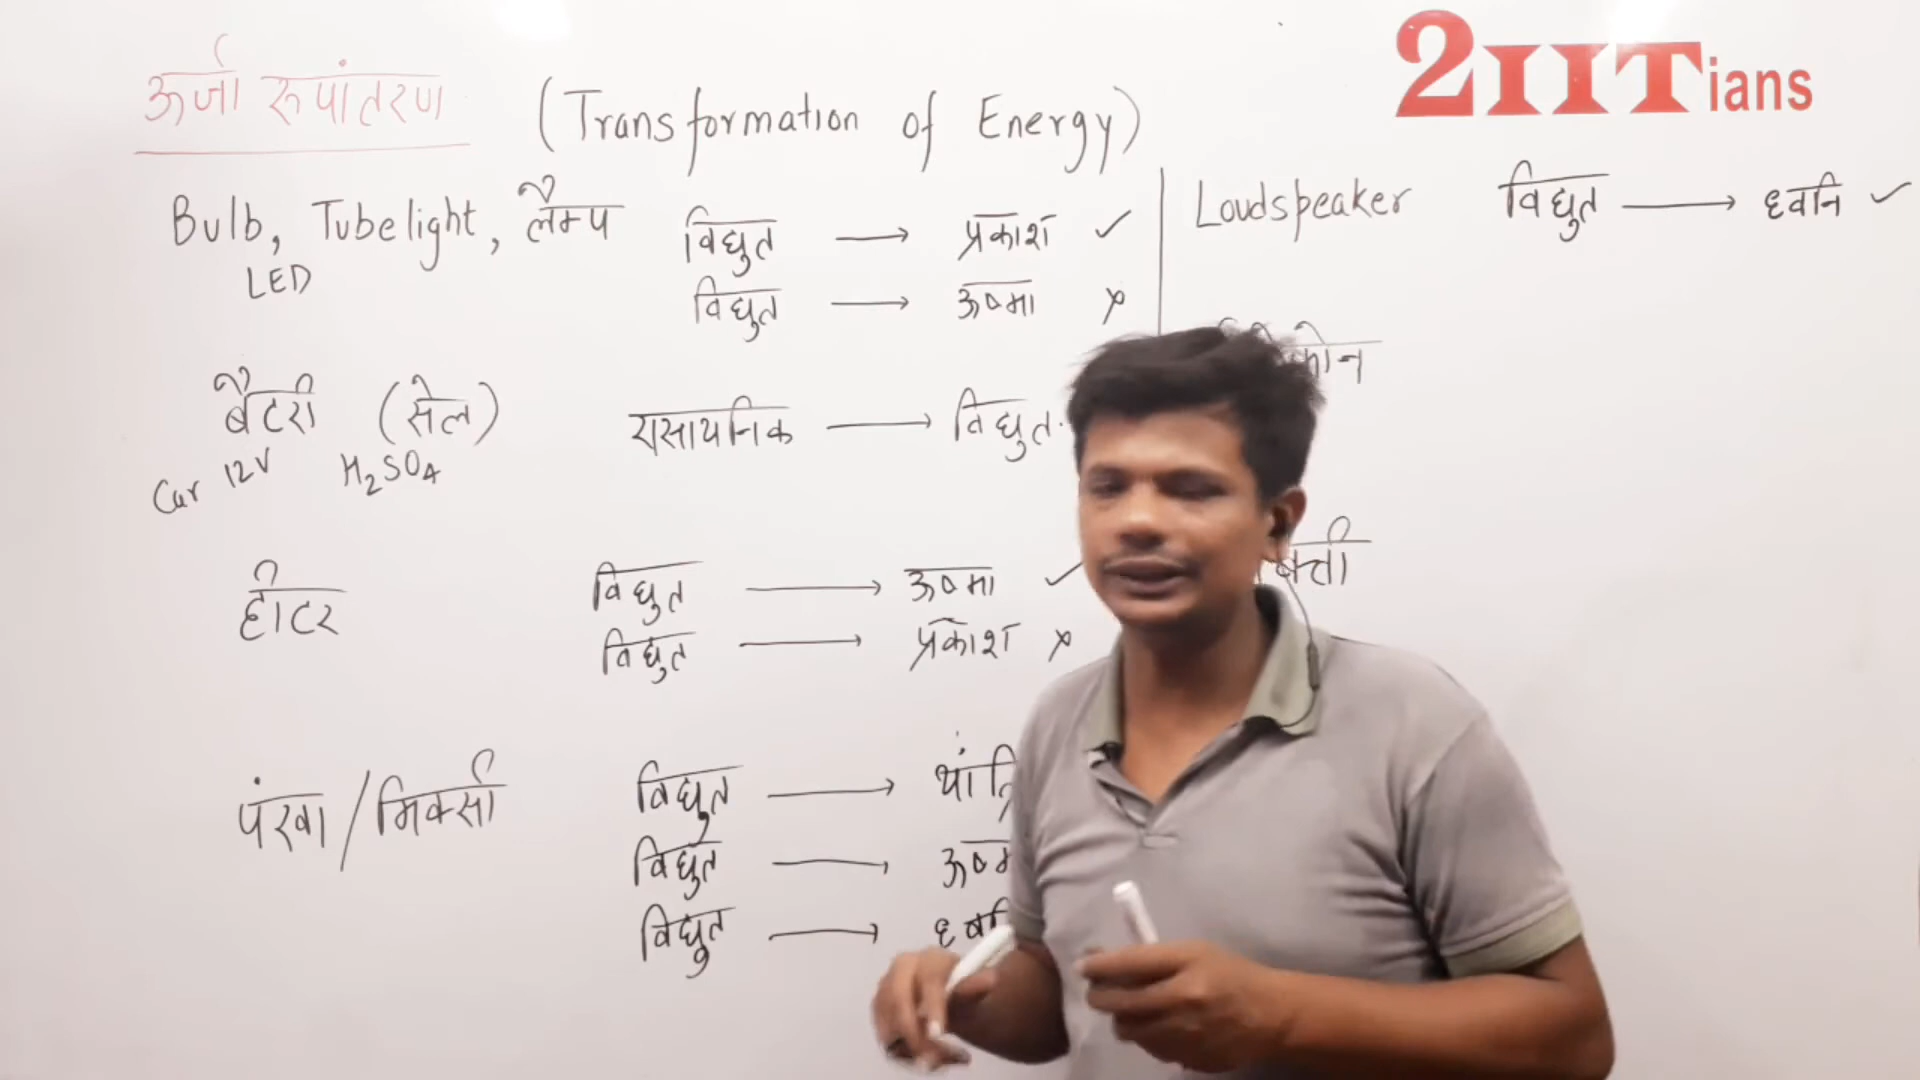 ऊर्जा रूपांतरण (Transformation of Energy)
2IITians
Bulb, Tubelight, लैम्प विद्युत → प्रकाश ✓
LED
विद्युत → ऊष्मा ×
बैटरी (सेल) रासायनिक → विद्युत
Car 12V H₂SO₄
हीटर विद्युत → ऊष्मा ✓
विद्युत → प्रकाश ×
पंखा / मिक्सी विद्युत →
विद्युत →
विद्युत →
Loudspeaker विद्युत → ध्वनि ✓